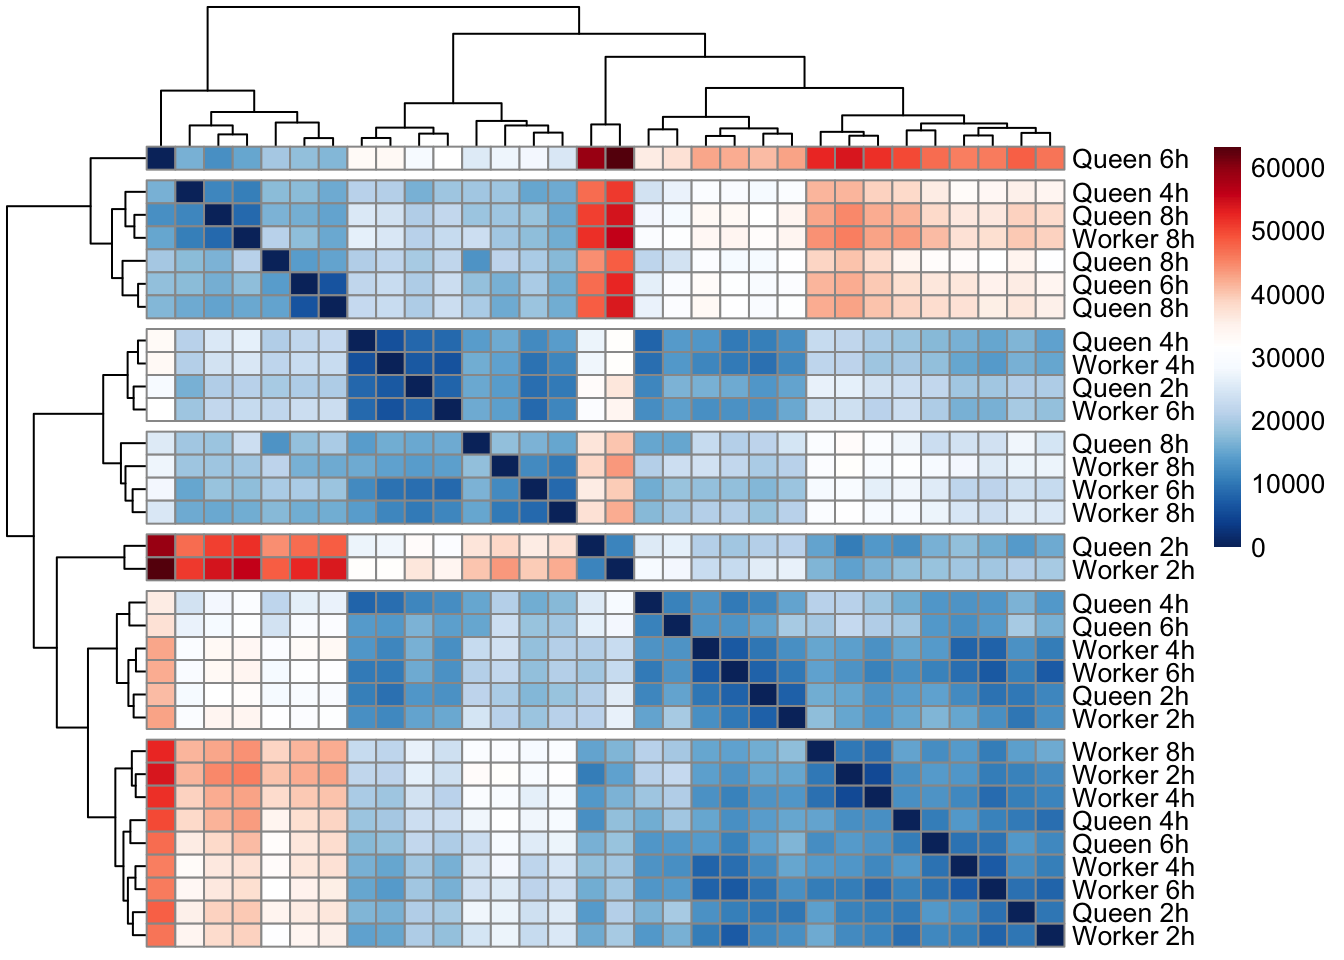 Queen 6h
Queen 4h
Queen 8h
Worker 8h
Queen 8h
Queen 6h
Queen 8h
Queen 4h
Worker 4h
Queen 2h
Worker 6h
Queen 8h
Worker 8h
Worker 6h
Worker 8h
Queen 2h
Worker 2h
Queen 4h
Queen 6h
Worker 4h
Worker 6h
Queen 2h
Worker 2h
Worker 8h
Worker 2h
Worker 4h
Queen 4h
Queen 6h
Worker 4h
Worker 6h
Queen 2h
Worker 2h
60000
50000
40000
30000
20000
10000
0